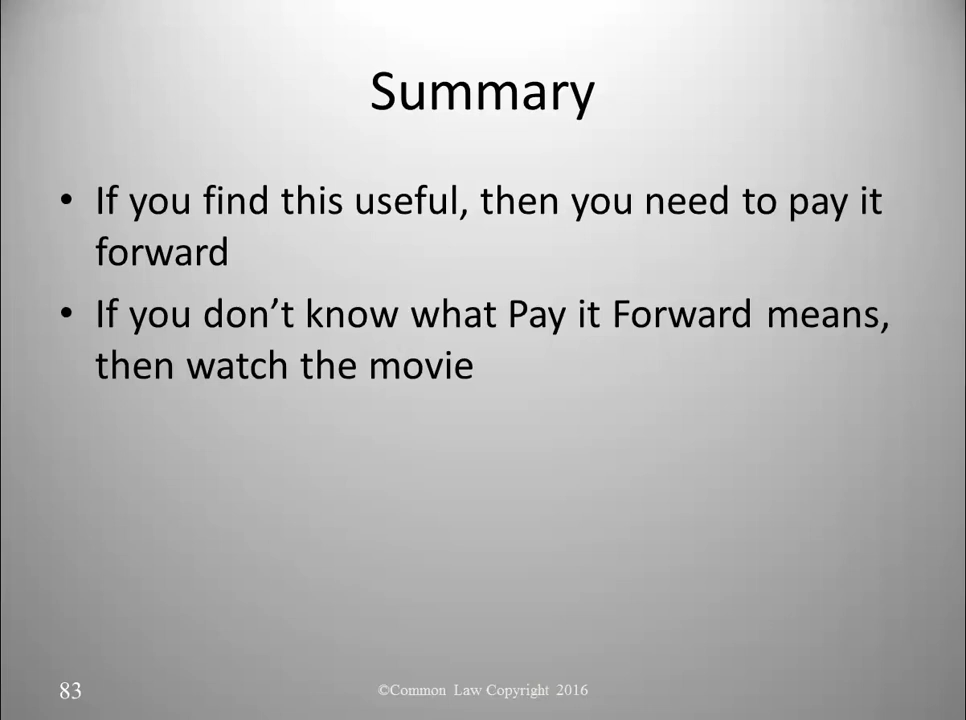 Summary
• If you find this useful, then you need to pay it
forward
• If you don’t know what Pay it Forward means,
then watch the movie
83
©Common Law Copyright 2016